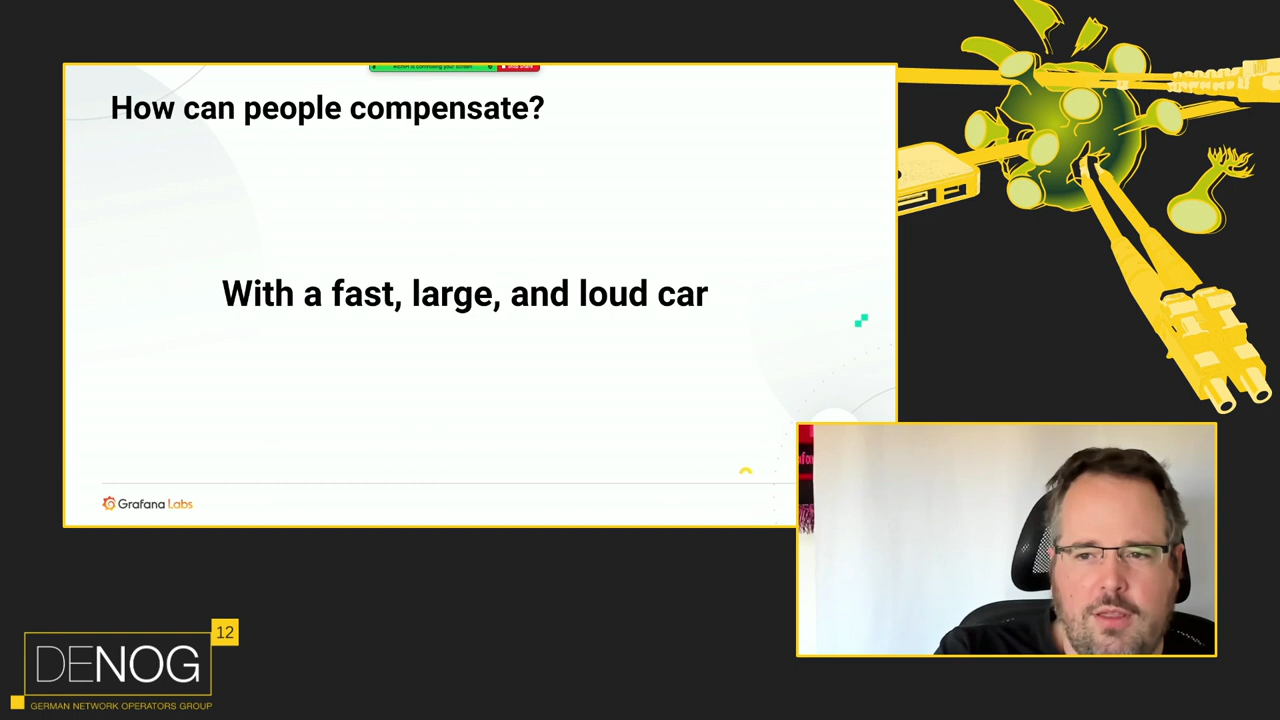 How can people compensate?
With a fast, large, and loud car
Grafana Labs
12
DENOG
GERMAN NETWORK OPERATORS GROUP